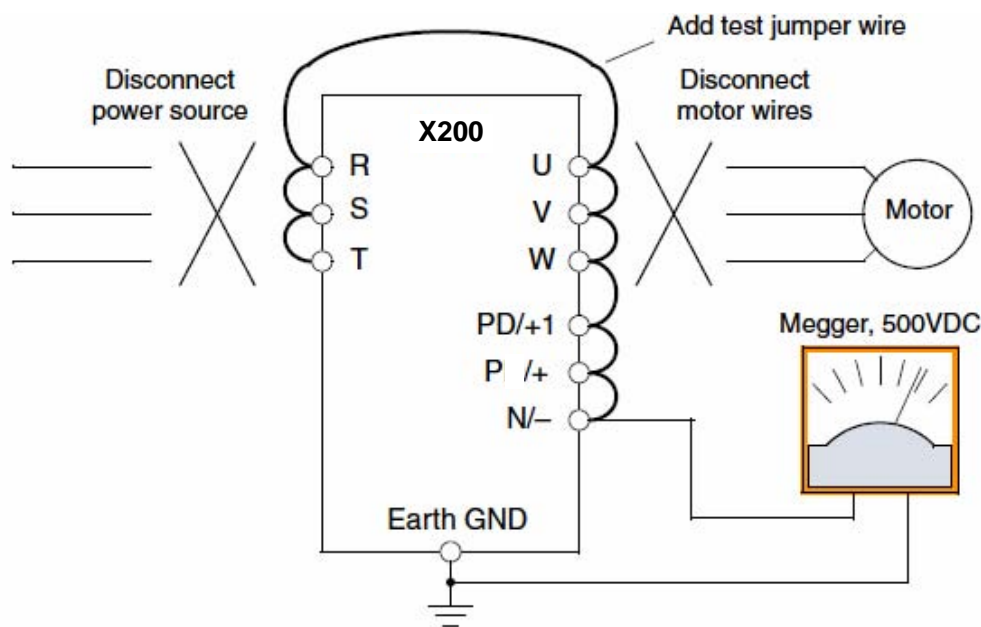 Add test jumper wire
Disconnect
power source
Disconnect
motor wires
X200
R
U
S
V
Motor
T
W
PD/+1
Megger, 500VDC
P /+
N/–
Earth GND